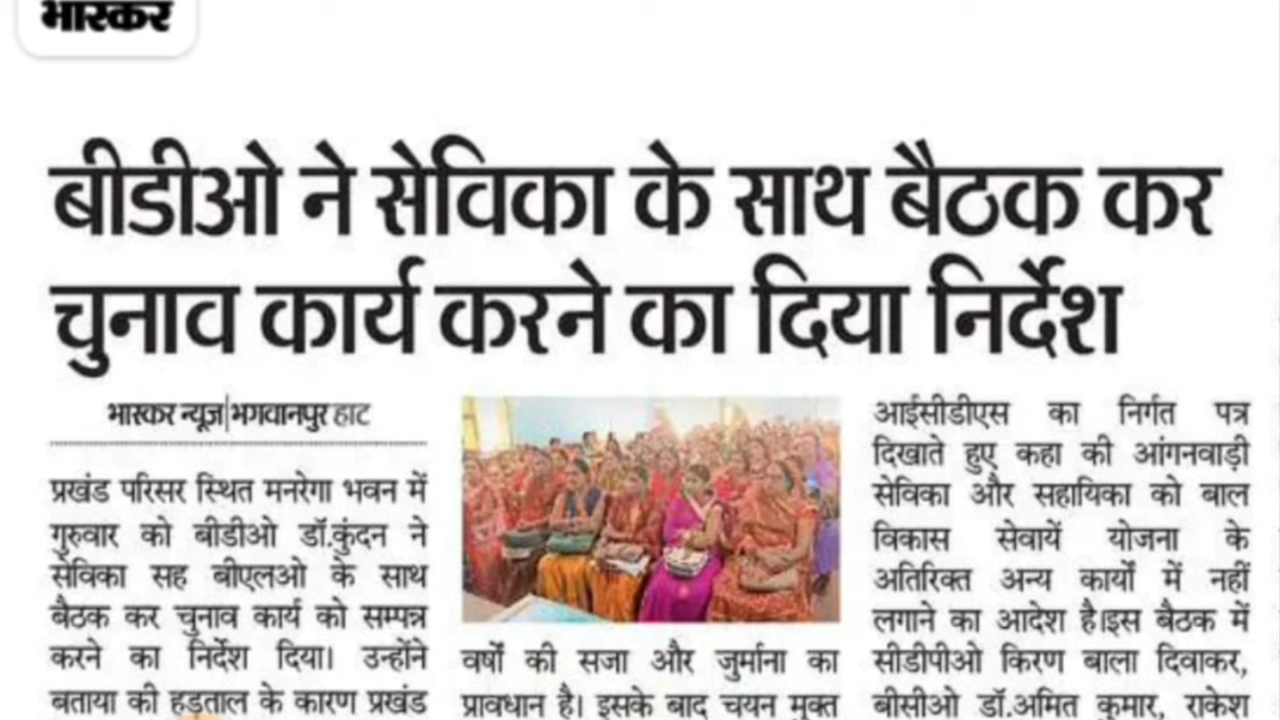 भास्कर
बीडीओ ने सेविका के साथ बैठक कर
चुनाव कार्य करने का दिया निर्देश
भास्कर न्यूज|भगवानपुर हाट
प्रखंड परिसर स्थित मनरेगा भवन में
गुरुवार को बीडीओ डॉ.कुंदन ने
सेविका सह बीएलओ के साथ
बैठक कर चुनाव कार्य को सम्पन्न
करने का निर्देश दिया। उन्होंने
बताया की हड़ताल के कारण प्रखंड
वर्षों की सजा और जुर्माना का
प्रावधान है। इसके बाद चयन मुक्त
आईसीडीएस का निर्गत पत्र
दिखाते हुए कहा की आंगनवाड़ी
सेविका और सहायिका को बाल
विकास सेवायें योजना के
अतिरिक्त अन्य कार्यों में नहीं
लगाने का आदेश है।इस बैठक में
सीडीपीओ किरण बाला दिवाकर,
बीसीओ डॉ.अमित कुमार, राकेश